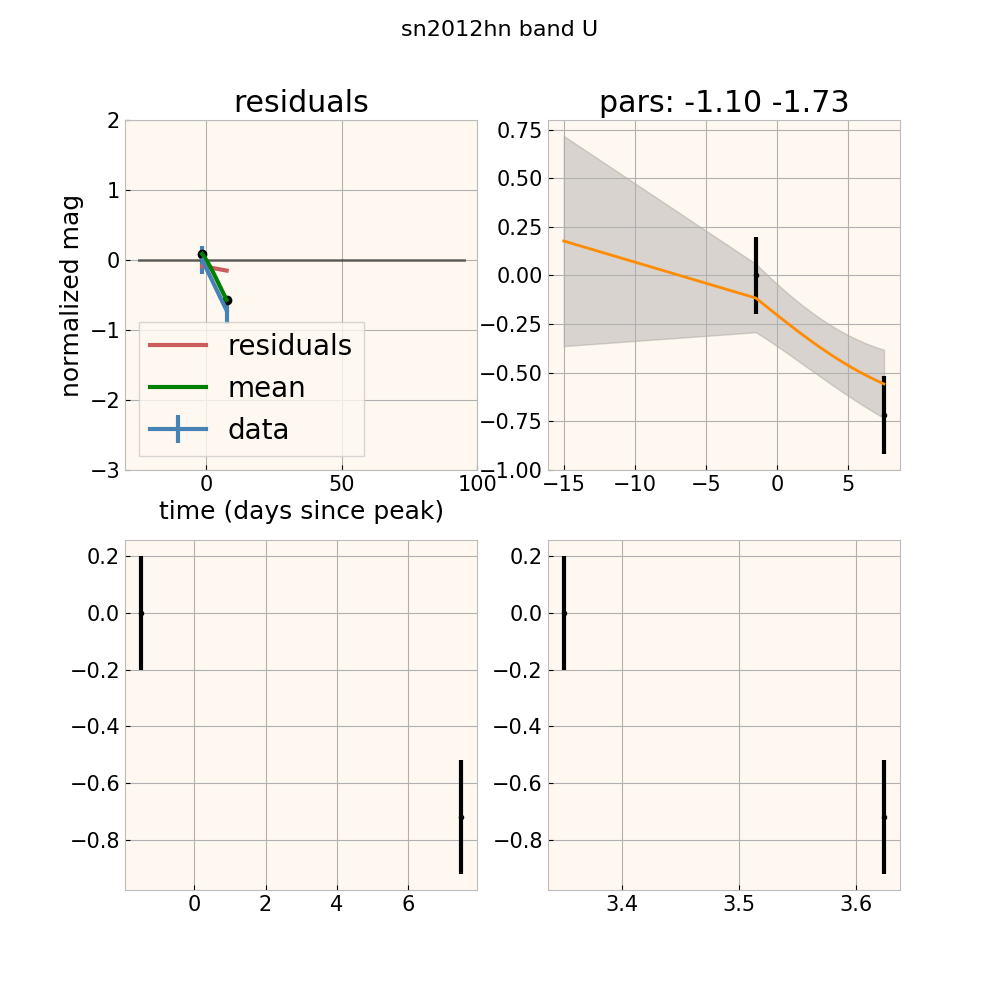 sn2012hn band U
residuals
pars: -1.10 -1.73
normalized mag
2
1
0
−1
−2
−3
residuals
mean
data
0 50 100
time (days since peak)
0.75
0.50
0.25
0.00
−0.25
−0.50
−0.75
−1.00
−15 −10 −5 0 5
0.2
0.0
−0.2
−0.4
−0.6
−0.8
0 2 4 6
0.2
0.0
−0.2
−0.4
−0.6
−0.8
3.4 3.5 3.6